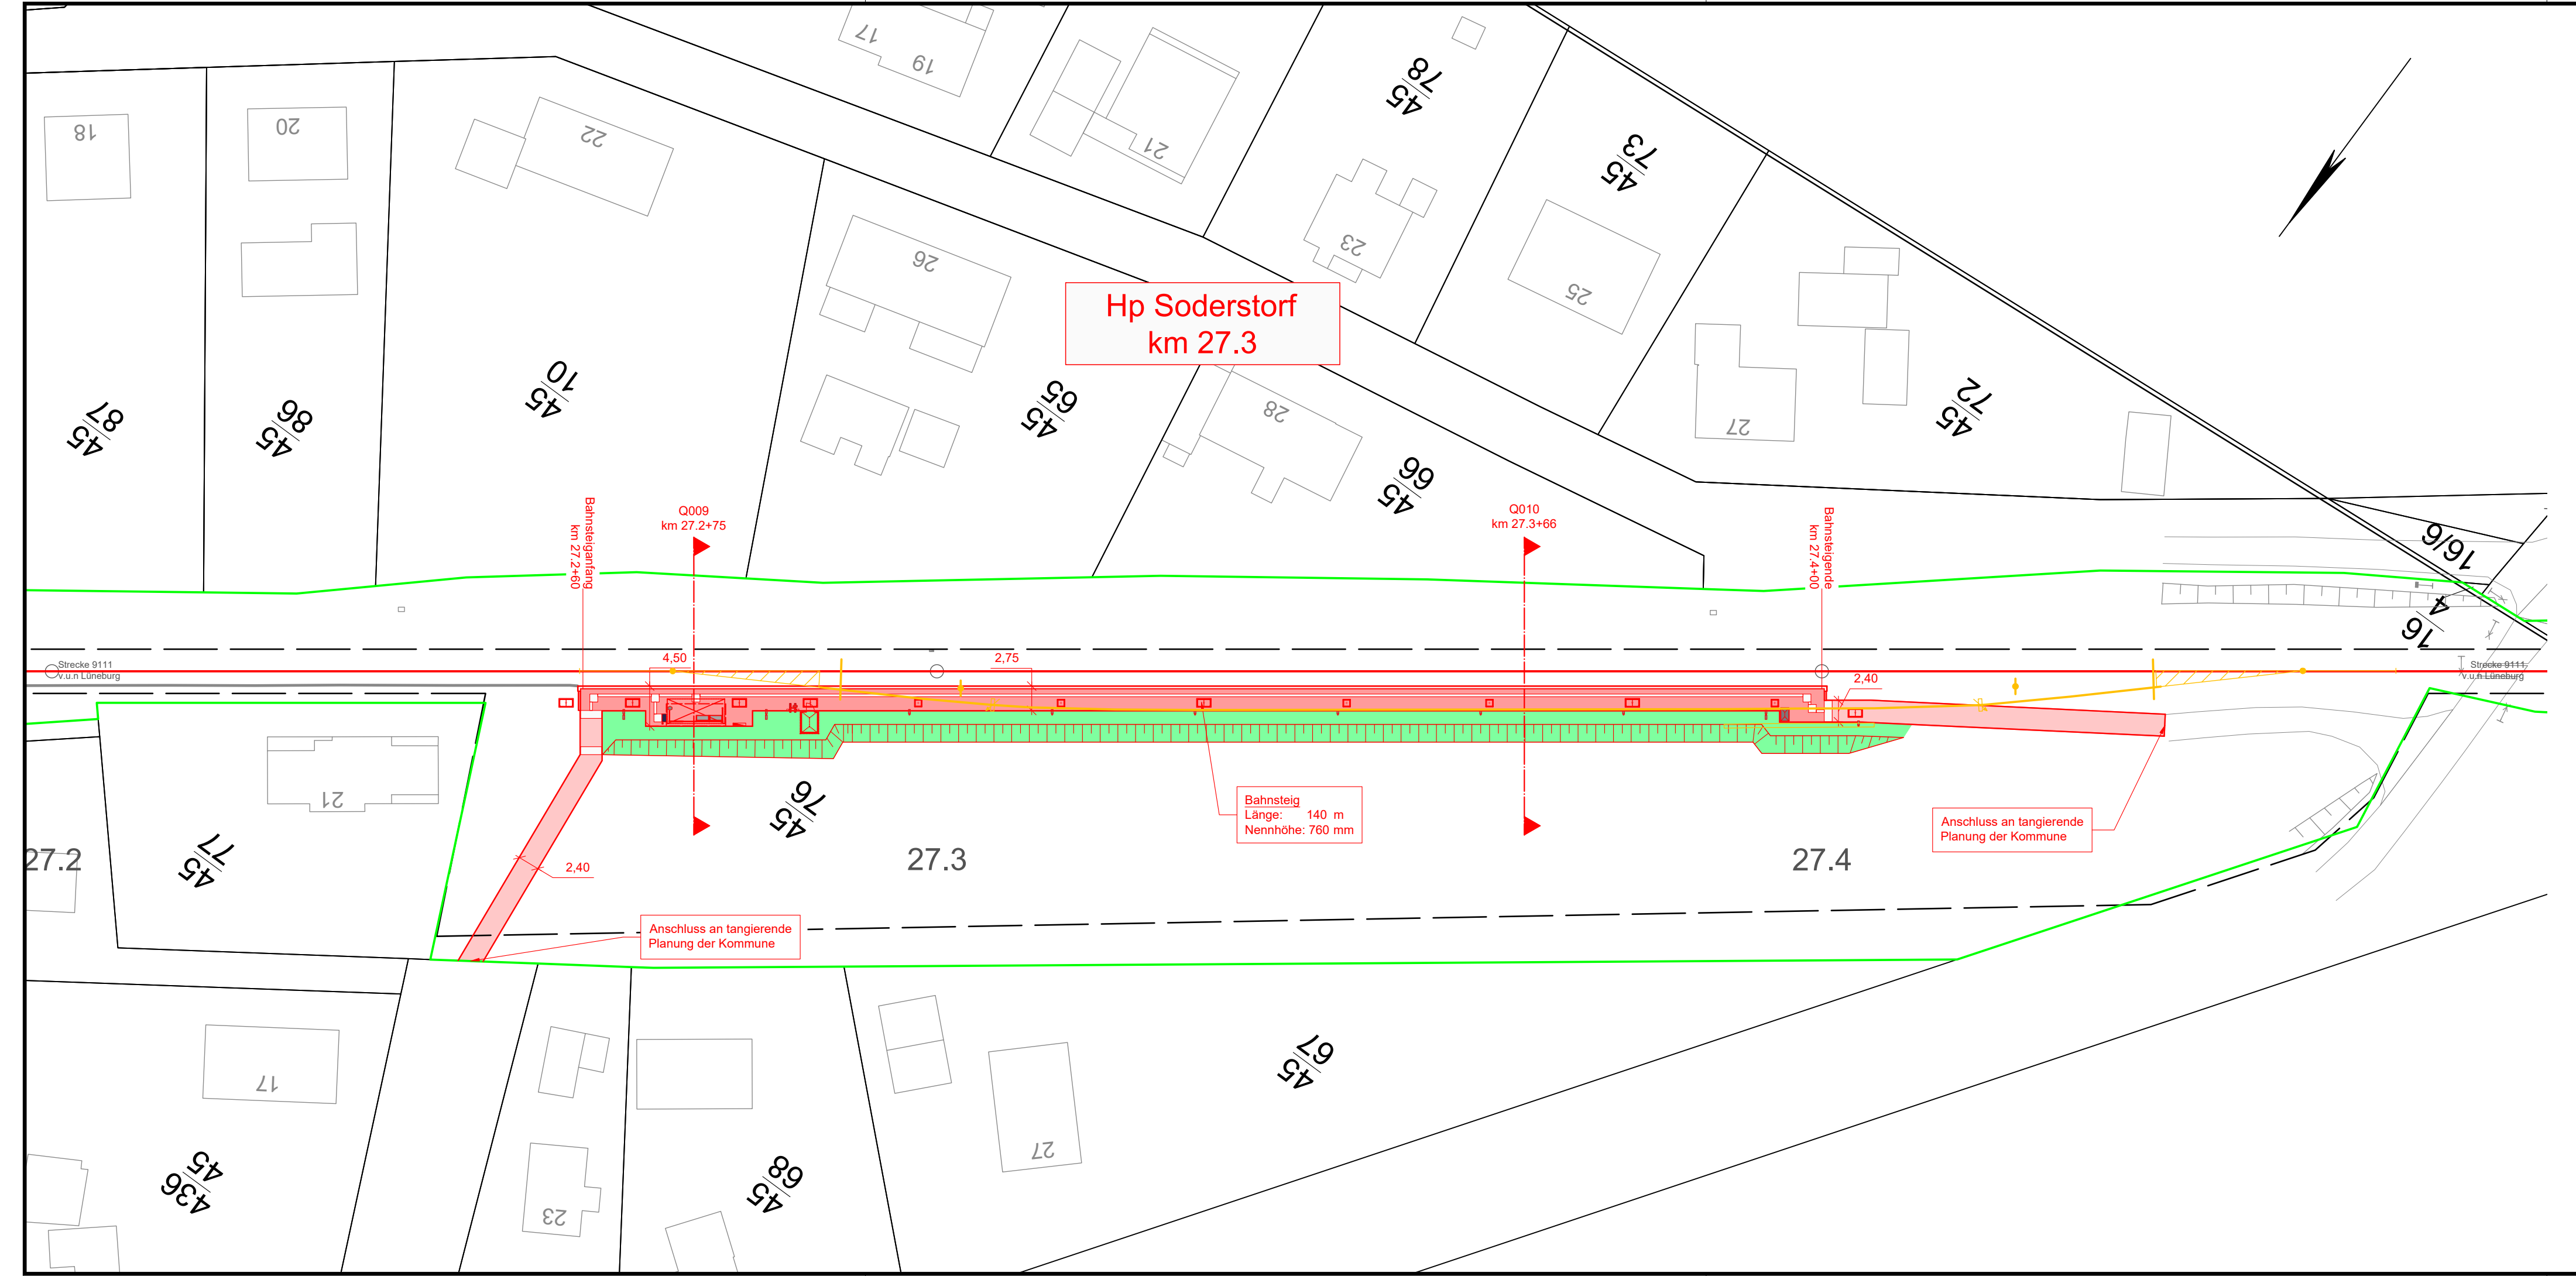 17
19
18
20
22
21
45
78
45
73
23
26
25
Hp Soderstorf
km 27.3
27
45
87
45
86
45
10
45
65
28
45
66
45
72
Bahnsteiganfang
km 27.2+60
Q009
km 27.2+75
Q010
km 27.3+66
Bahnsteigende
km 27.4+00
16/6
16
4
Strecke 9111
v.u.n Lüneburg
4,50
2,75
2,40
Strecke 9111
v.u.n Lüneburg
21
45
76
Bahnsteig
Länge: 140 m
Nennhöhe: 760 mm
Anschluss an tangierende
Planung der Kommune
27.2
45
77
2,40
27.3
27.4
Anschluss an tangierende
Planung der Kommune
17
45
67
27
45
436
23
45
68